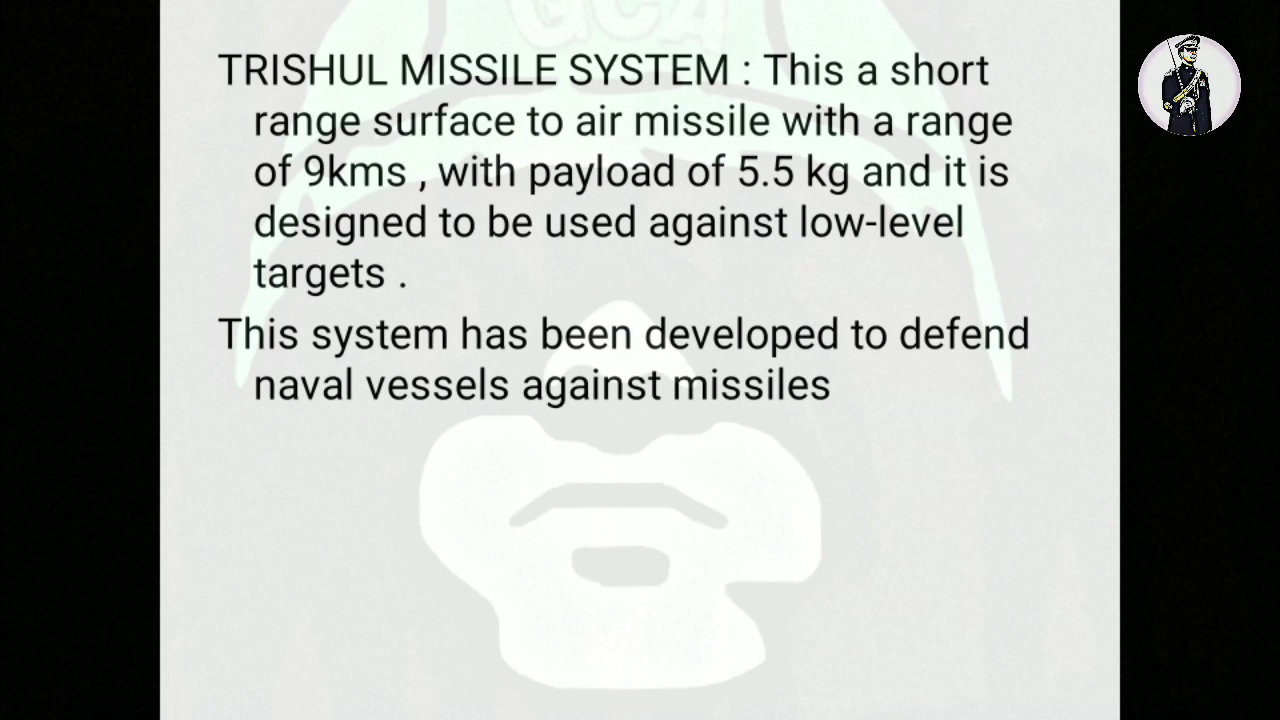 GCA
TRISHUL MISSILE SYSTEM : This a short
range surface to air missile with a range
of 9kms , with payload of 5.5 kg and it is
designed to be used against low-level
targets .
This system has been developed to defend
naval vessels against missiles